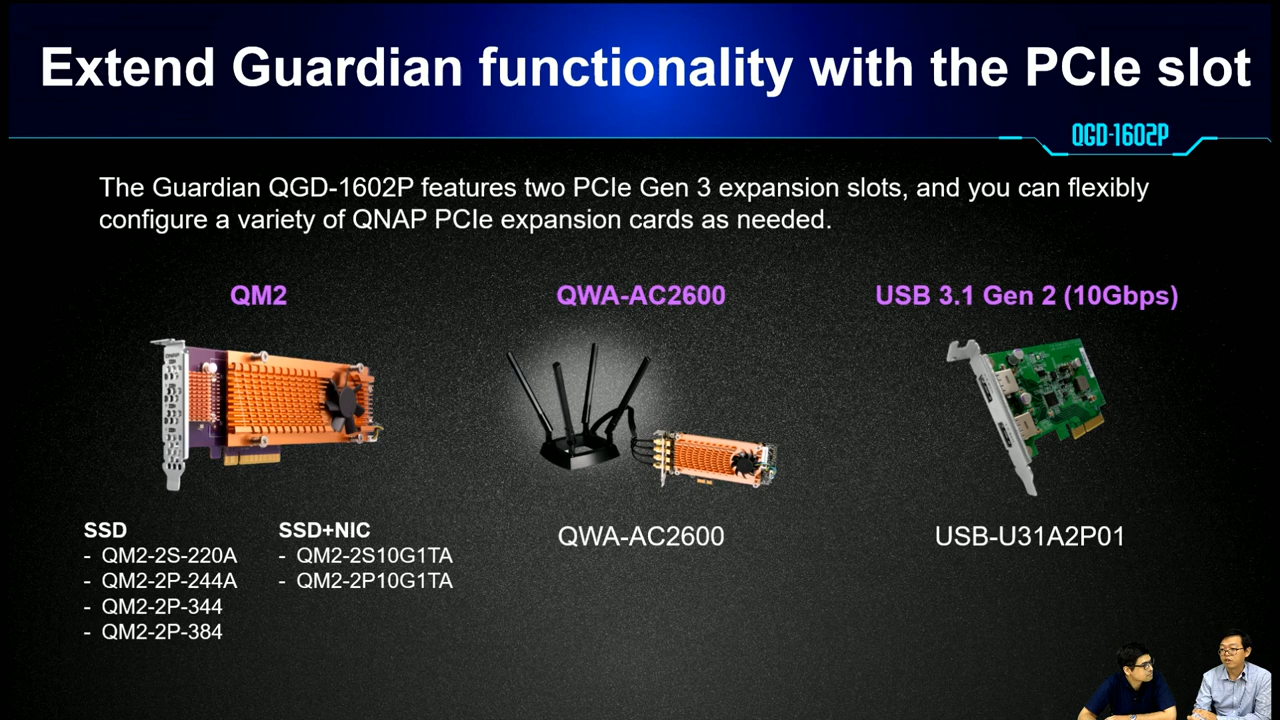 Extend Guardian functionality with the PCIe slot
QGD-1602P
The Guardian QGD-1602P features two PCIe Gen 3 expansion slots, and you can flexibly
configure a variety of QNAP PCIe expansion cards as needed.
QM2
QWA-AC2600
USB 3.1 Gen 2 (10Gbps)
QNAP
SSD
- QM2-2S-220A
- QM2-2P-244A
- QM2-2P-344
- QM2-2P-384
SSD+NIC
- QM2-2S10G1TA
- QM2-2P10G1TA
QWA-AC2600
USB-U31A2P01